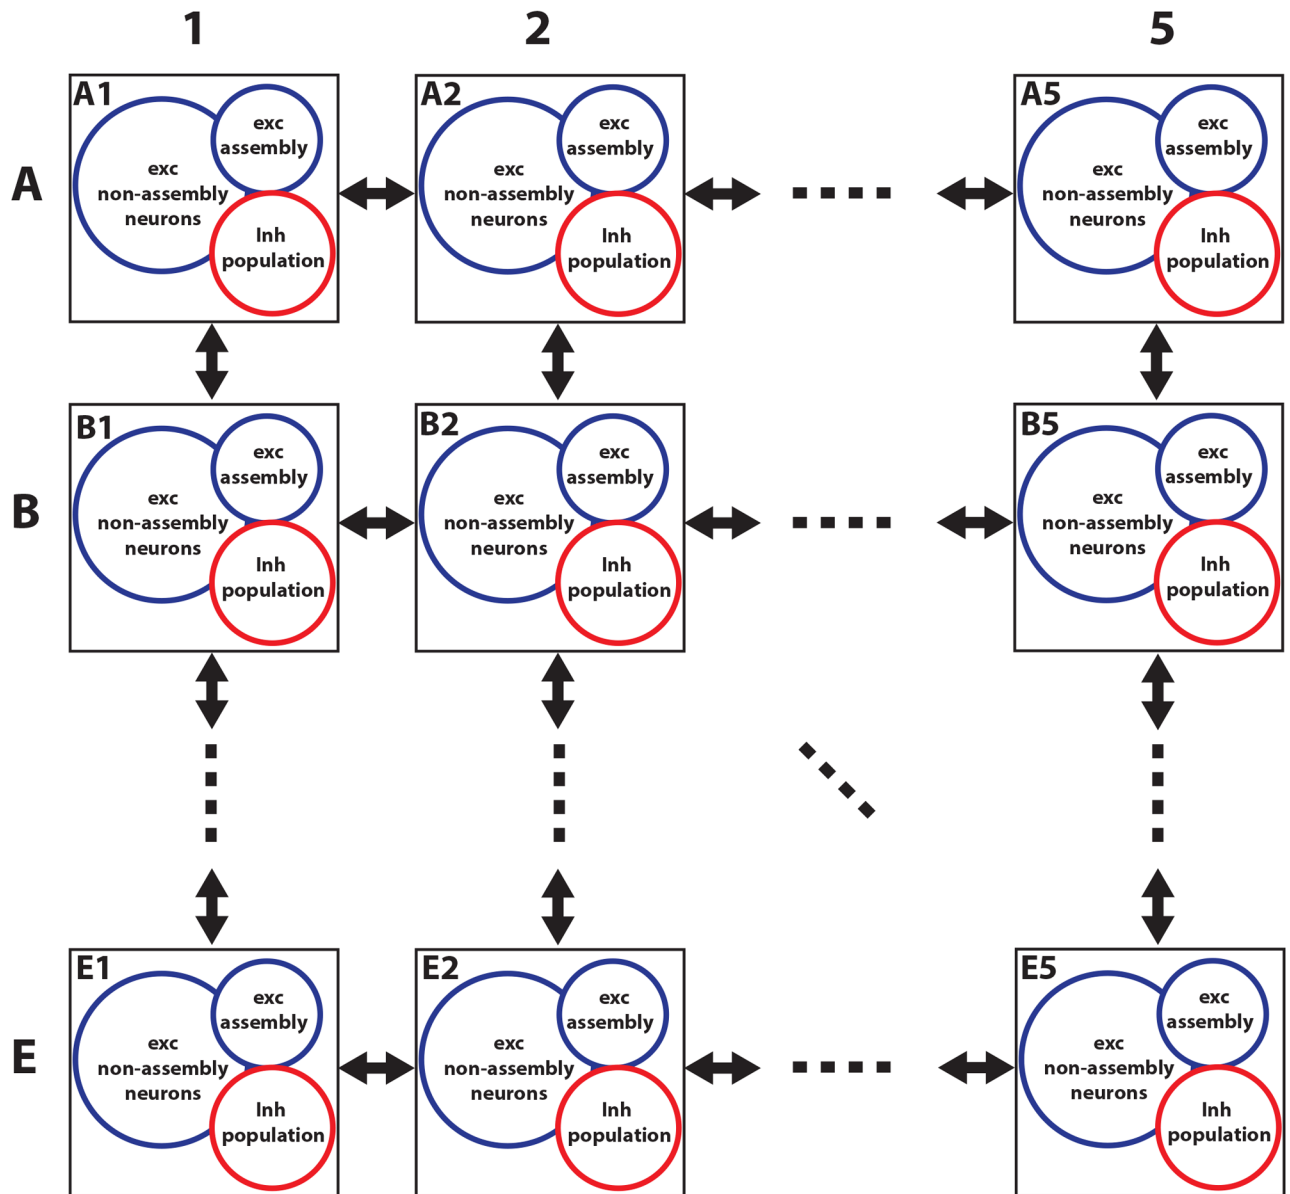 1 2 5
A
A1
exc
assembly
exc
non-assembly
neurons
Inh
population
A2
exc
assembly
exc
non-assembly
neurons
Inh
population
A5
exc
assembly
exc
non-assembly
neurons
Inh
population
B
B1
exc
assembly
exc
non-assembly
neurons
Inh
population
B2
exc
assembly
exc
non-assembly
neurons
Inh
population
B5
exc
assembly
exc
non-assembly
neurons
Inh
population
E
E1
exc
assembly
exc
non-assembly
neurons
Inh
population
E2
exc
assembly
exc
non-assembly
neurons
Inh
population
E5
exc
assembly
exc
non-assembly
neurons
Inh
population